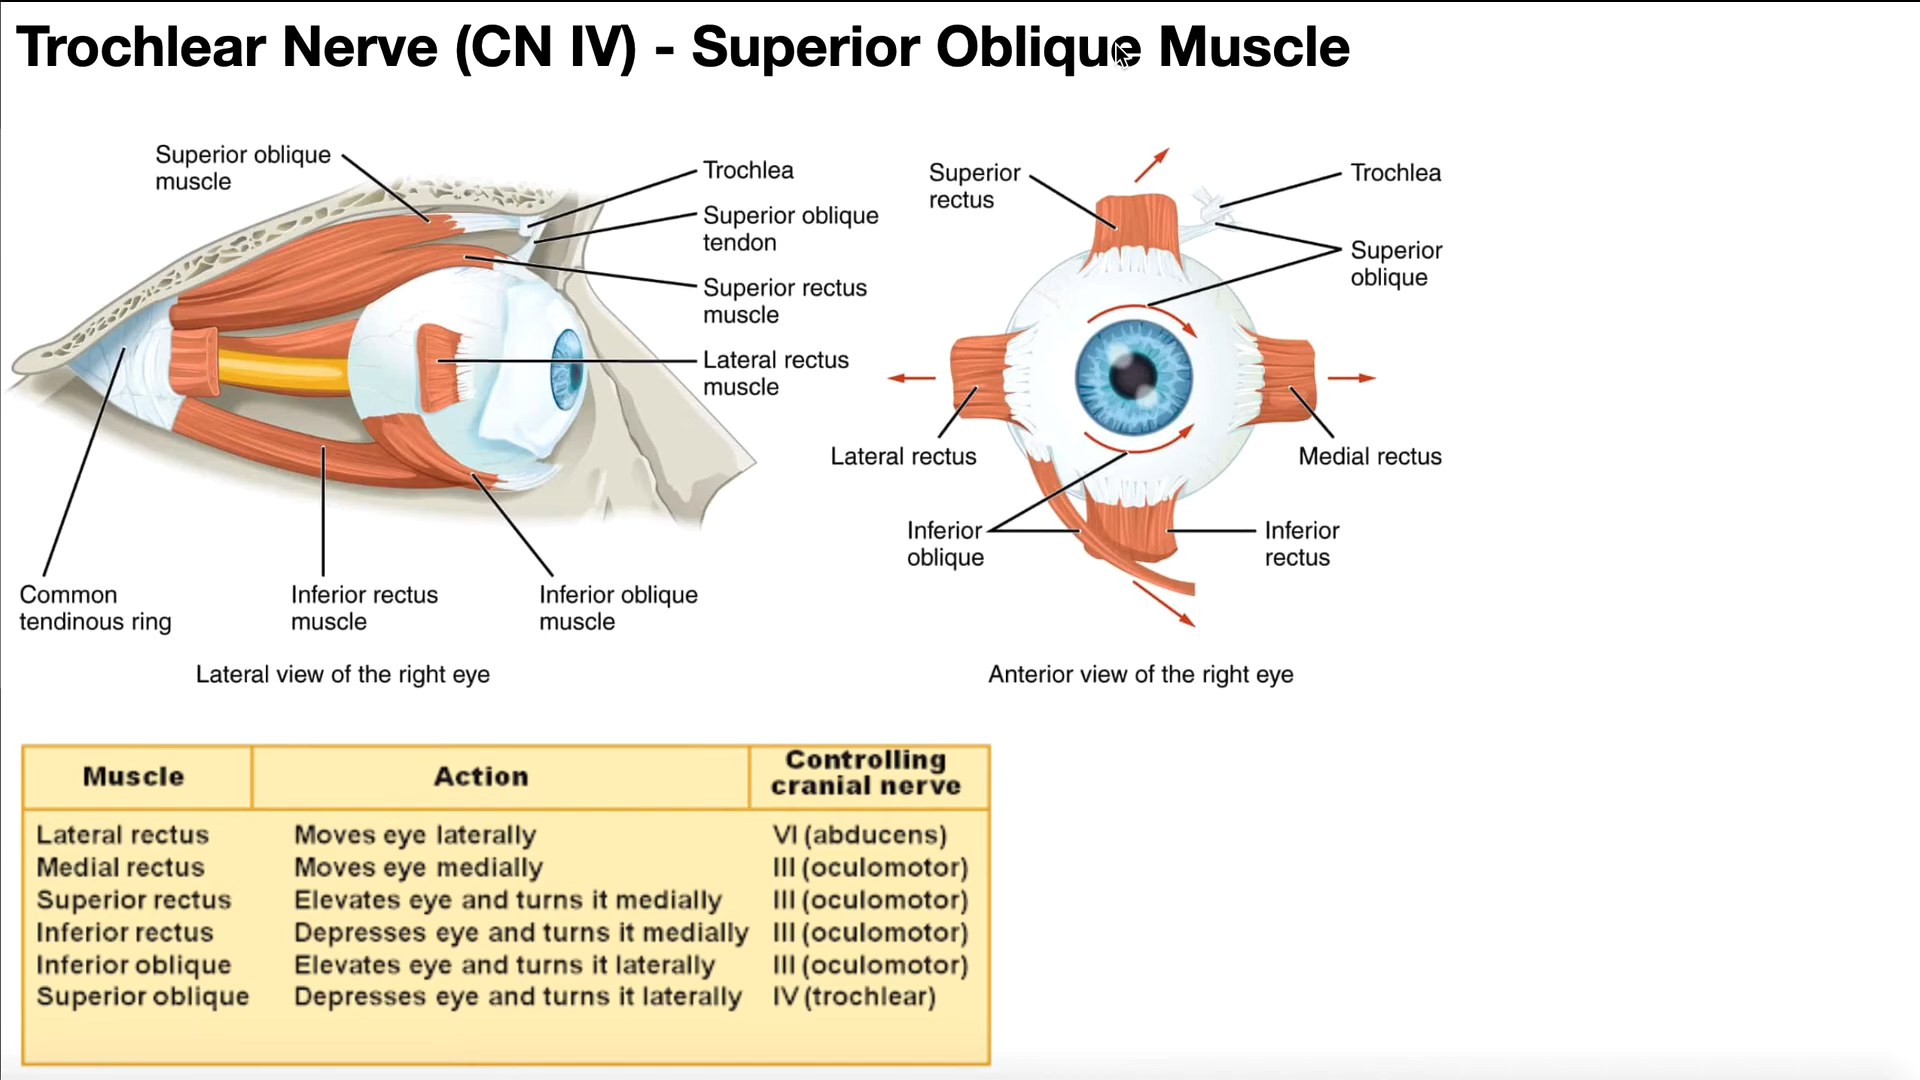 Trochlear Nerve (CN IV) - Superior Oblique Muscle
Superior oblique
muscle
Trochlea
Superior oblique
tendon
Superior rectus
muscle
Lateral rectus
muscle
Common
tendinous ring
Inferior rectus
muscle
Inferior oblique
muscle
Lateral view of the right eye
Superior
rectus
Trochlea
Superior
oblique
Lateral rectus
Medial rectus
Inferior
oblique
Inferior
rectus
Anterior view of the right eye
Muscle Action Controlling
cranial nerve
Lateral rectus Moves eye laterally VI (abducens)
Medial rectus Moves eye medially III (oculomotor)
Superior rectus Elevates eye and turns it medially III (oculomotor)
Inferior rectus Depresses eye and turns it medially III (oculomotor)
Inferior oblique Elevates eye and turns it laterally III (oculomotor)
Superior oblique Depresses eye and turns it laterally IV (trochlear)